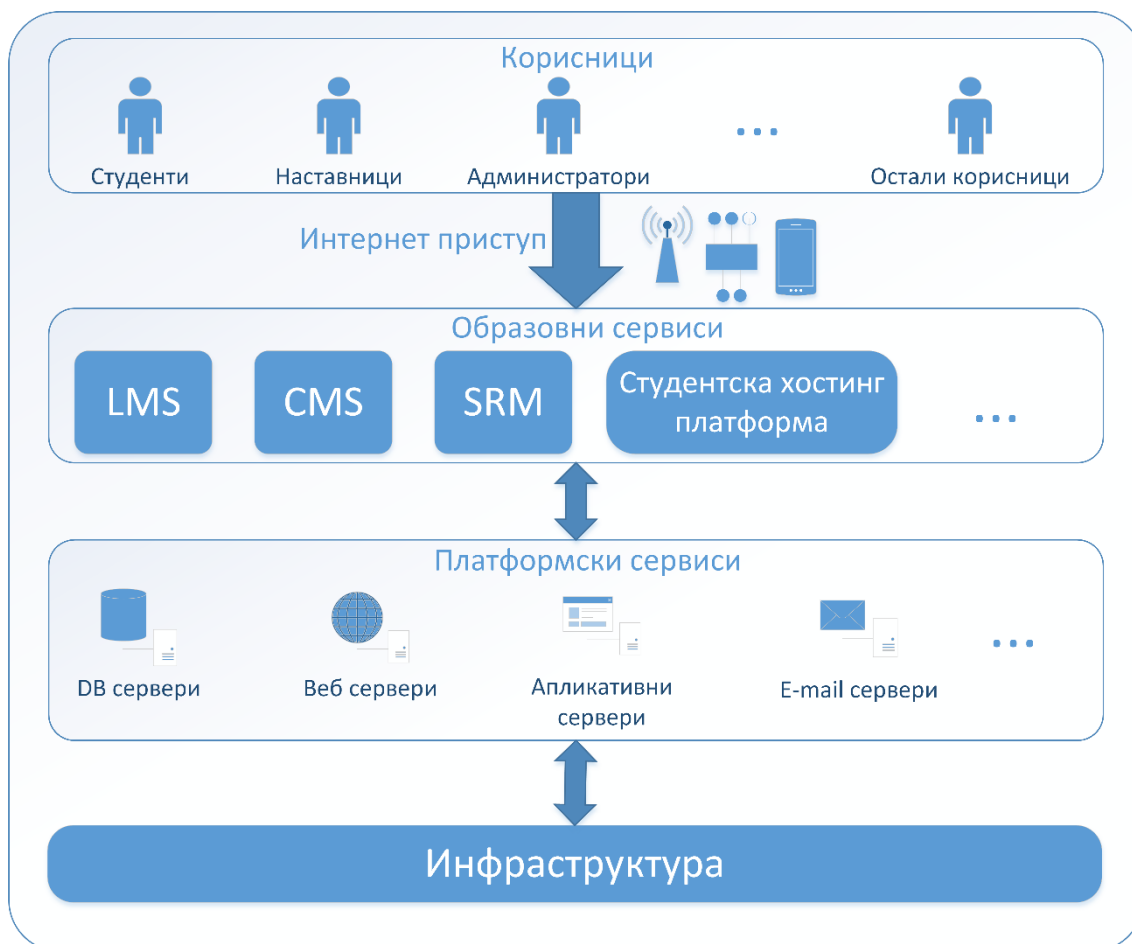 Корисници
Студенти
Наставници
Администратори
...
Остали корисници
Интернет приступ
Образовни сервиси
LMS
CMS
SRM
Студентска хостинг
платформа
...
Платформски сервиси
DB сервери
Веб сервери
Апликативни
сервери
E-mail сервери
...
Инфраструктура